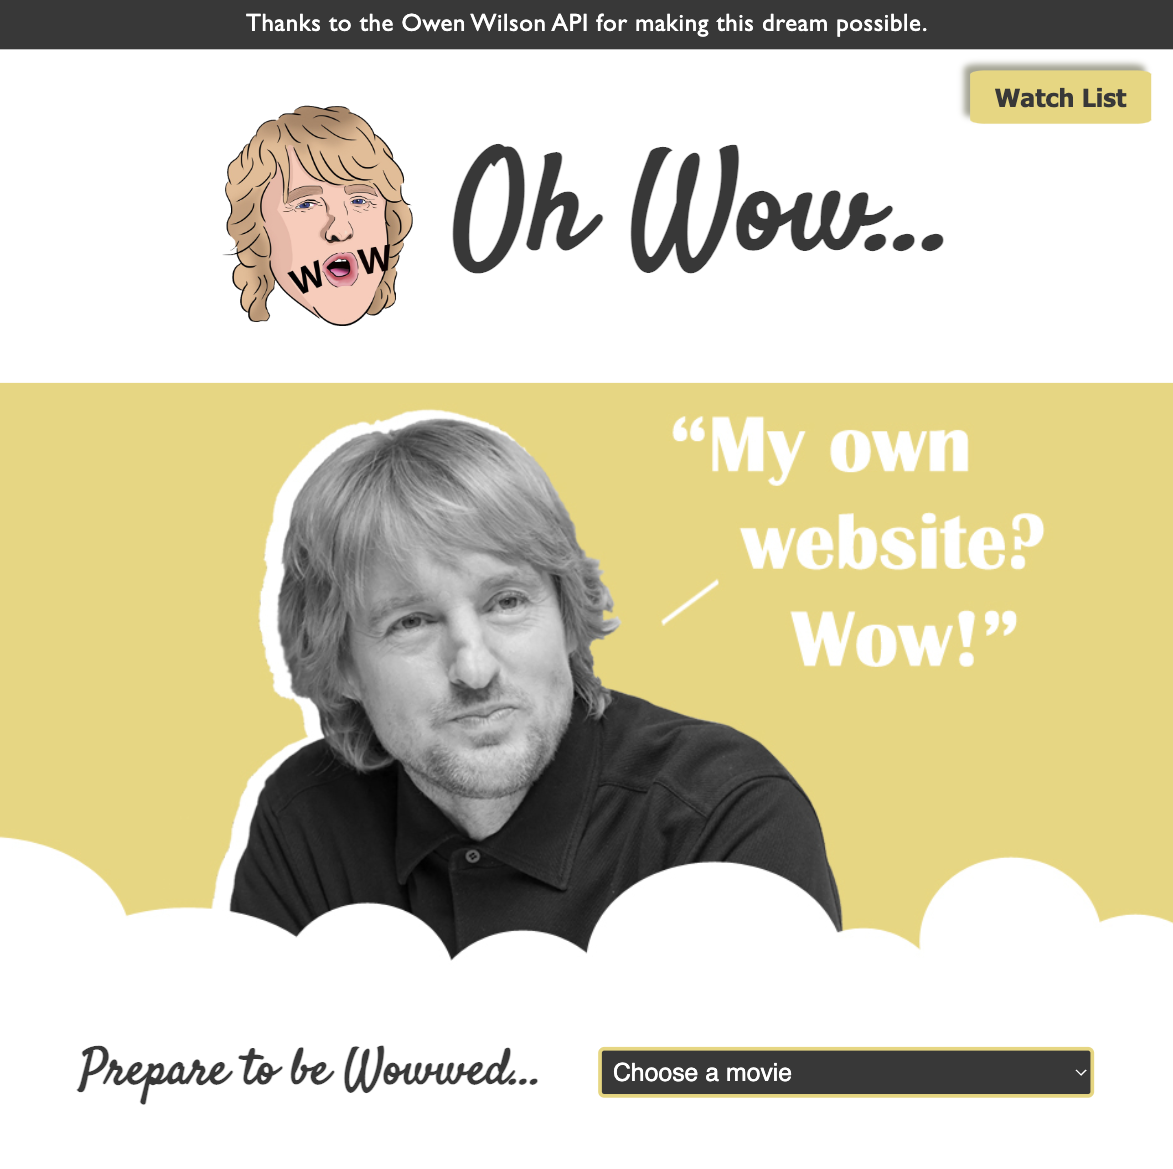 Thanks to the Owen Wilson API for making this dream possible.
Watch List
Oh Wow...
WOW
“My own
website?
Wow!”
Prepare to be Wowwed...
Choose a movie